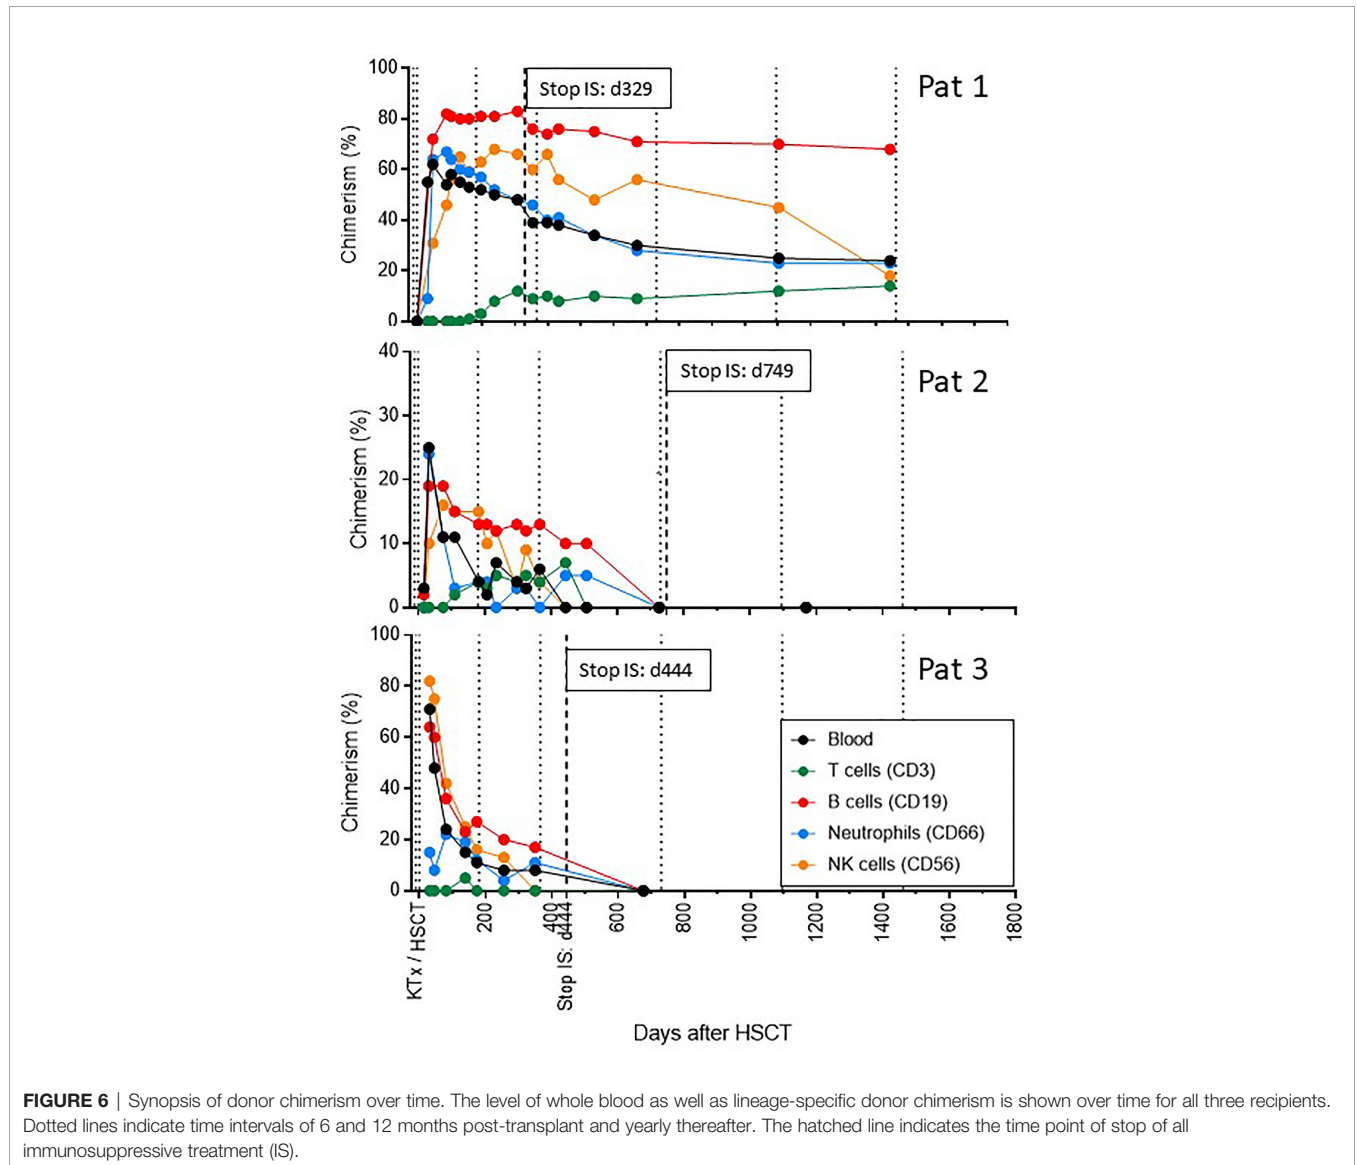 100
80
60
40
20
0
Chimerism (%)
Stop IS: d329
Pat 1
40
30
20
10
0
Chimerism (%)
Stop IS: d749
Pat 2
100
80
60
40
20
0
Chimerism (%)
Stop IS: d444
Pat 3
Blood
T cells (CD3)
B cells (CD19)
Neutrophils (CD66)
NK cells (CD56)
KTx / HSCT
200
400
Stop IS: d444
600
800
1000
1200
1400
1600
1800
Days after HSCT
FIGURE 6 | Synopsis of donor chimerism over time. The level of whole blood as well as lineage-specific donor chimerism is shown over time for all three recipients.
Dotted lines indicate time intervals of 6 and 12 months post-transplant and yearly thereafter. The hatched line indicates the time point of stop of all
immunosuppressive treatment (IS).